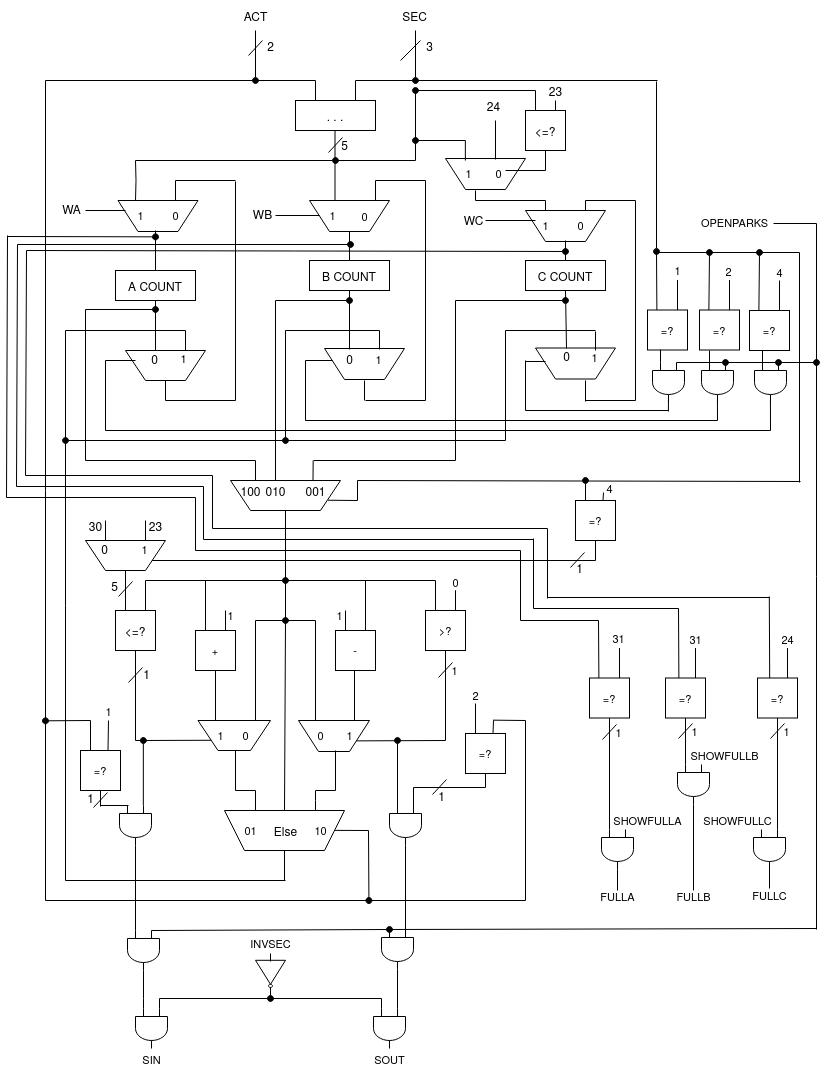 ACT SEC
2 3
23
24
. . . <=?
5
1 0
WA 1 0 WB 1 0 WC 1 0 OPENPARKS
1 2 4
A COUNT B COUNT C COUNT
=? =? =?
0 1 0 1 0 1
100 010 001
4
30 23 =?
0 1
1
5 1 1 0
<=? + - >?
31 31 24
1 1
=? =? =?
2
1 1 0 0 1 1 1 1
=? =? SHOWFULLB
1 1
01 Else 10 SHOWFULLA SHOWFULLC
FULLA FULLB FULLC
INVSEC
SIN SOUT